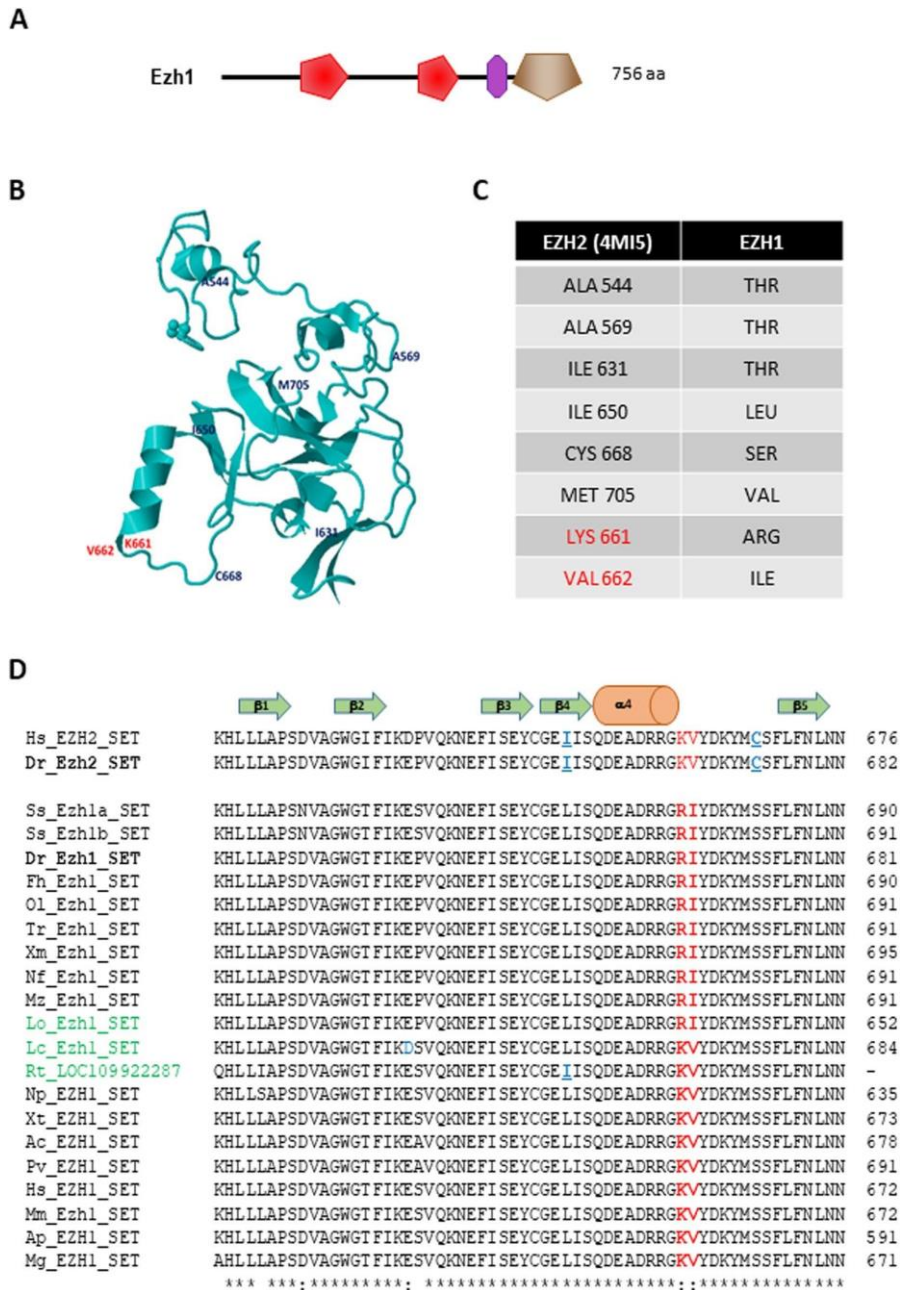 A
Ezh1 756 aa
B
A544
A569
M705
I650
I631
V662 K661
C668
C
EZH2 (4MI5) EZH1
ALA 544 THR
ALA 569 THR
ILE 631 THR
ILE 650 LEU
CYS 668 SER
MET 705 VAL
LYS 661 ARG
VAL 662 ILE
D
β1 β2 β3 β4 α4 β5
Hs_EZH2_SET KHLLLAPSDVAGWGIFIKDPVQKNEFISEYCGEIISQDEADRRGKVYDKYMCSFLFNLNN 676
Dr_Ezh2_SET KHLLLAPSDVAGWGIFIKDPVQKNEFISEYCGEIISQDEADRRGKVYDKYMCSFLFNLNN 682
Ss_Ezh1a_SET KHLLLAPSNVAGWGTFIKESVQKNEFISEYCGELISQDEADRRGRIYDKYMSSFLFNLNN 690
Ss_Ezh1b_SET KHLLLAPSDVAGWGTFIKEPVQKNEFISEYCGELISQDEADRRGRIYDKYMSSFLFNLNN 691
Dr_Ezh1_SET KHLLLAPSDVAGWGTFIKEPVQKNEFISEYCGELISQDEADRRGRIYDKYMSSFLFNLNN 681
Fh_Ezh1_SET KHLLLAPSDVAGWGTFIKEPVQKNEFISEYCGELISQDEADRRGRIYDKYMSSFLFNLNN 690
Ol_Ezh1_SET KHLLLAPSDVAGWGTFIKEPVQKNEFISEYCGELISQDEADRRGRIYDKYMSSFLFNLNN 691
Tr_Ezh1_SET KHLLLAPSDVAGWGTFIKEPVQKNEFISEYCGELISQDEADRRGRIYDKYMSSFLFNLNN 691
Xm_Ezh1_SET KHLLLAPSDVAGWGTFIKEPVQKNEFISEYCGELISQDEADRRGRIYDKYMSSFLFNLNN 695
Nf_Ezh1_SET KHLLLAPSDVAGWGTFIKEPVQKNEFISEYCGELISQDEADRRGRIYDKYMSSFLFNLNN 691
Mz_Ezh1_SET KHLLLAPSDVAGWGTFIKEPVQKNEFISEYCGELISQDEADRRGRIYDKYMSSFLFNLNN 691
Lo_Ezh1_SET KHLLLAPSDVAGWGTFIKEPVQKNEFISEYCGELISQDEADRRGRIYDKYMSSFLFNLNN 652
Lc_Ezh1_SET KHLLLAPSDVAGWGTFIKDSVQKNEFISEYCGELISQDEADRRGKVYDKYMSSFLFNLNN 684
Rt_LOC109922287 QHLLIAPSDVAGWGTFIKESVQKNEFISEYCGEIISQDEADRRGKVYDKYMSSFLFNLNN -
Np_EZH1_SET KHLLSAPSDVAGWGTFIKESVQKNEFISEYCGELISQDEADRRGKVYDKYMSSFLFNLNN 635
Xt_EZH1_SET KHLLLAPSDVAGWGTFIKESVQKNEFISEYCGELISQDEADRRGKVYDKYMSSFLFNLNN 673
Ac_EZH1_SET KHLLLAPSDVAGWGTFIKEAVQKNEFISEYCGELISQDEADRRGKVYDKYMSSFLFNLNN 678
Pv_EZH1_SET KHLLLAPSDVAGWGTFIKEAVQKNEFISEYCGELISQDEADRRGKVYDKYMSSFLFNLNN 691
Hs_EZH1_SET KHLLLAPSDVAGWGTFIKESVQKNEFISEYCGELISQDEADRRGKVYDKYMSSFLFNLNN 672
Mm_EZH1_SET KHLLLAPSDVAGWGTFIKESVQKNEFISEYCGELISQDEADRRGKVYDKYMSSFLFNLNN 672
Ap_EZH1_SET KHLLLAPSDVAGWGTFIKESVQKNEFISEYCGELISQDEADRRGKVYDKYMSSFLFNLNN 591
Mg_EZH1_SET AHLLLAPSDVAGWGTFIKESVQKNEFISEYCGELISQDEADRRGKVYDKYMSSFLFNLNN 671
*** ***:********: ************************:.:**************